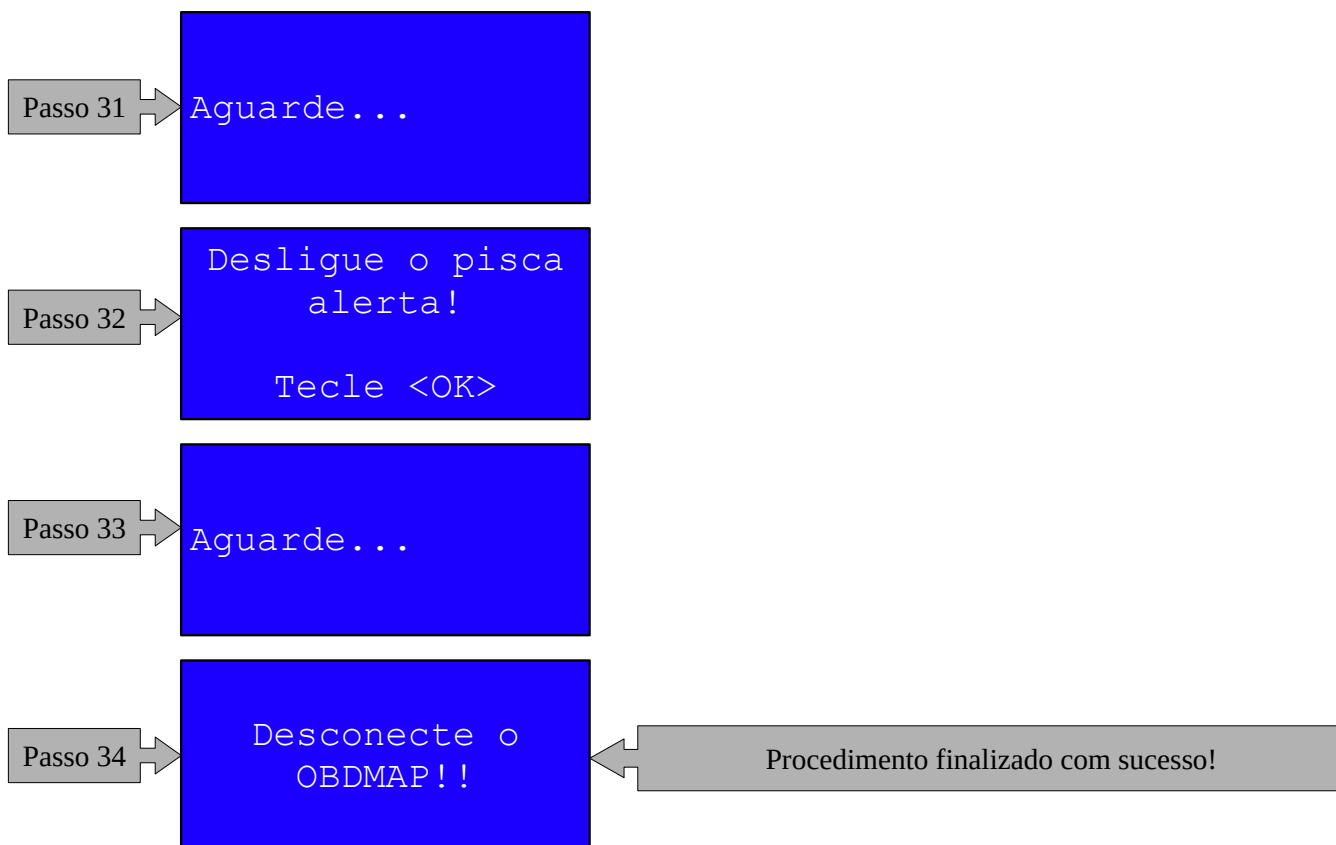 Passo 31
Aguarde...
Passo 32
Desligue o pisca
alerta!
Tecle <OK>
Passo 33
Aguarde...
Passo 34
Desconecte o
OBDMAP!!
Procedimento finalizado com sucesso!